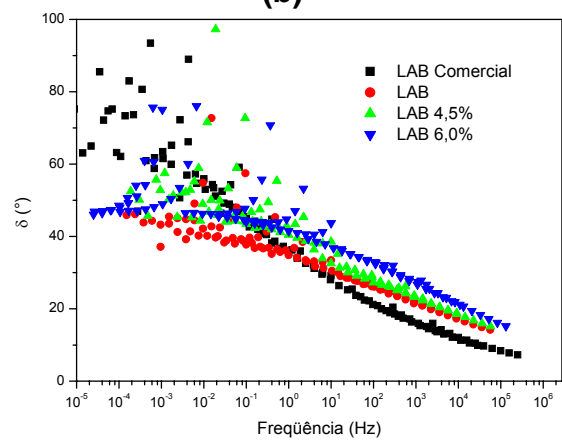 (b)
100
80
60
40
20
0
δ (°)
LAB Comercial
LAB
LAB 4,5%
LAB 6,0%
10⁻⁵ 10⁻⁴ 10⁻³ 10⁻² 10⁻¹ 10⁰ 10¹ 10² 10³ 10⁴ 10⁵ 10⁶
Freqüência (Hz)